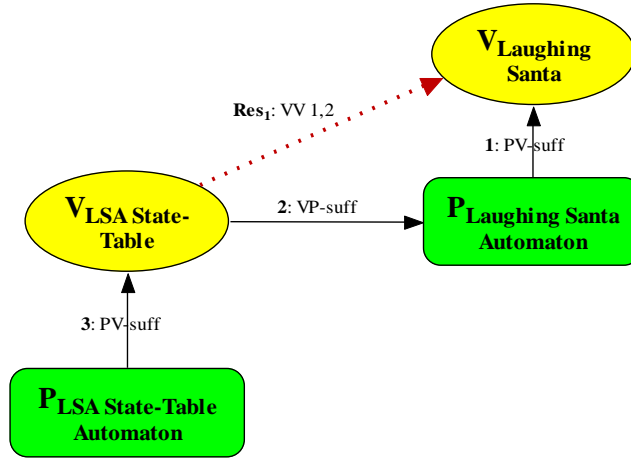 V Laughing
Santa
Res1: VV 1,2
1: PV-suff
V LSA State-
Table
2: VP-suff
P Laughing Santa
Automaton
3: PV-suff
P LSA State-Table
Automaton